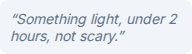 “Something light, under 2
hours, not scary.”